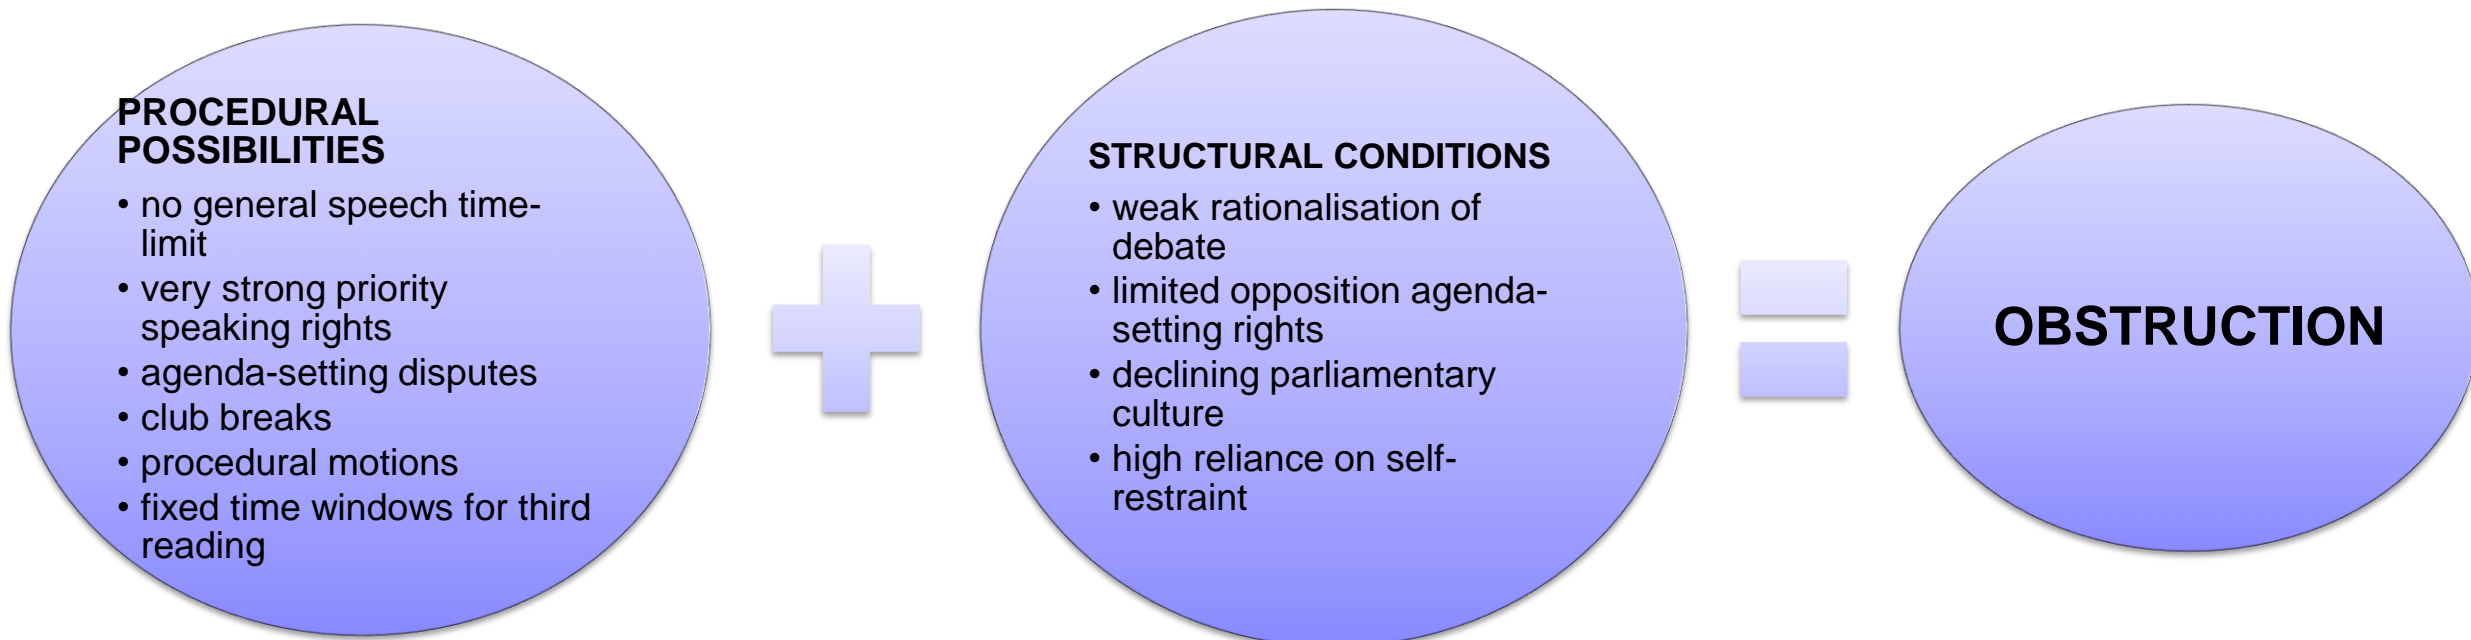 PROCEDURAL
POSSIBILITIES
• no general speech time-
limit
• very strong priority
speaking rights
• agenda-setting disputes
• club breaks
• procedural motions
• fixed time windows for third
reading
STRUCTURAL CONDITIONS
• weak rationalisation of
debate
• limited opposition agenda-
setting rights
• declining parliamentary
culture
• high reliance on self-
restraint
OBSTRUCTION